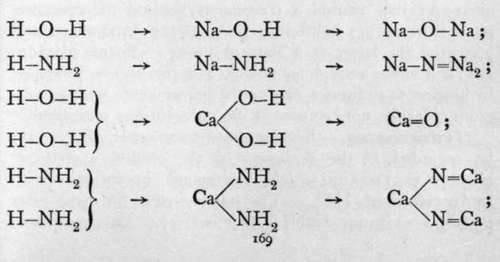 H–O–H → Na–O–H → Na–O–Na;
H–NH₂ → Na–NH₂ → Na–N=Na₂;
H–O–H
H–O–H } → Ca<O–H O–H → Ca=O;
H–NH₂
H–NH₂ } → Ca<NH₂ NH₂ → Ca<N=Ca N=Ca;
169